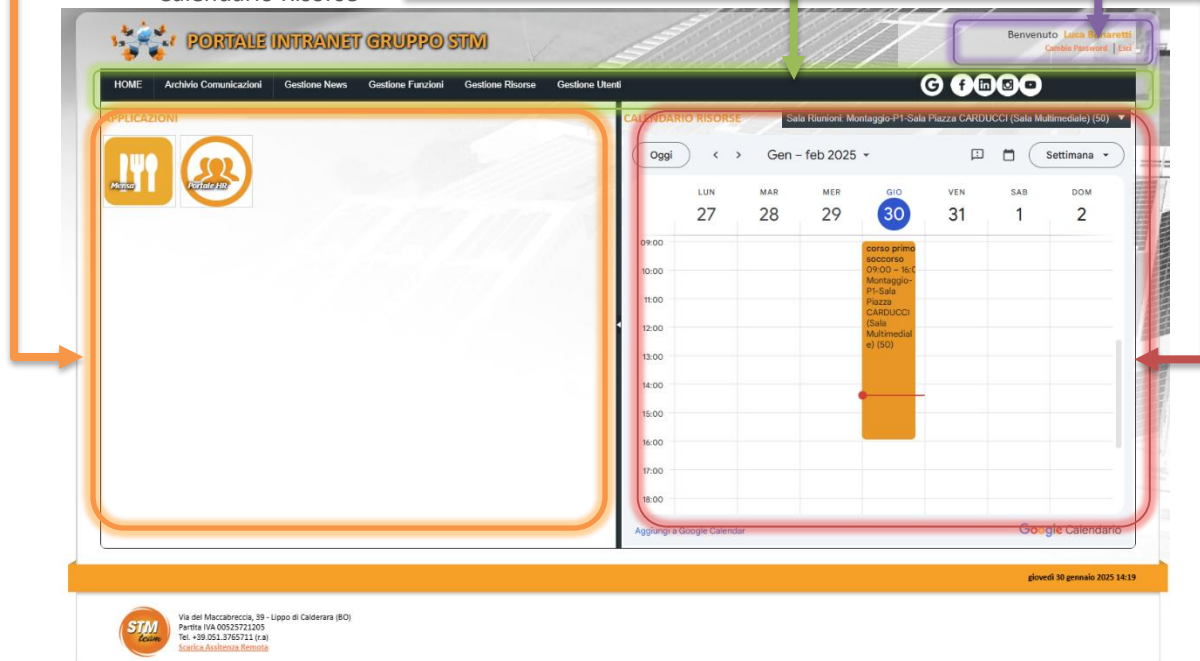 Calendario Risorse
PORTALE INTRANET GRUPPO STM
Benvenuto Luca
Cambia Password | Esci
HOME Archivio Comunicazioni Gestione News Gestione Funzioni Gestione Risorse Gestione Utenti
APPLICAZIONI
Mensa
Portale HR
CALENDARIO RISORSE
Sala Riunioni: Montaggio-P1-Sala Piazza CARDUCCI (Sala Multimediale) (50)
Oggi < > Gen – feb 2025 Settimana
LUN MAR MER GIO VEN SAB DOM
27 28 29 30 31 1 2
09:00
10:00
11:00
12:00
13:00
14:00
15:00
16:00
17:00
18:00
corso primo
soccorso
09:00 – 16:0
Montaggio-
P1-Sala
Piazza
CARDUCCI
(Sala
Multimedial
e) (50)
Aggiungi a Google Calendar
Google Calendario
giovedì 30 gennaio 2025 14:19
STM
team
Via del Maccabreccia, 39 - Lippo di Calderara (BO)
Partita IVA 00525721205
Tel. +39.051.3765711 (r.a)
Scarica Assitenza Remota